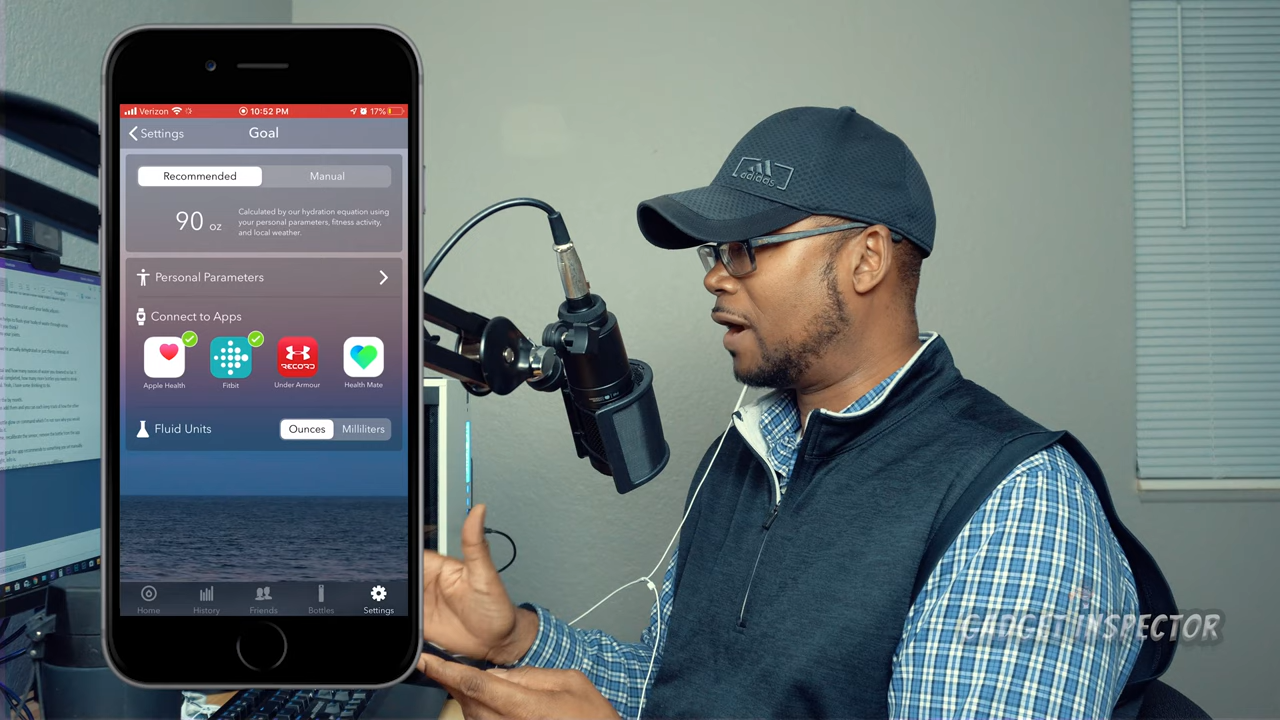 Verizon 10:52 PM 17%
Settings Goal
Recommended Manual
90 oz
Calculated by our hydration equation using
your personal parameters, fitness activity,
and local weather.
Personal Parameters
Connect to Apps
RECORD
Apple Health Fitbit Under Armour Health Mate
Fluid Units Ounces Milliliters
Home History Friends Bottles Settings
adidas
GADGET INSPECTOR